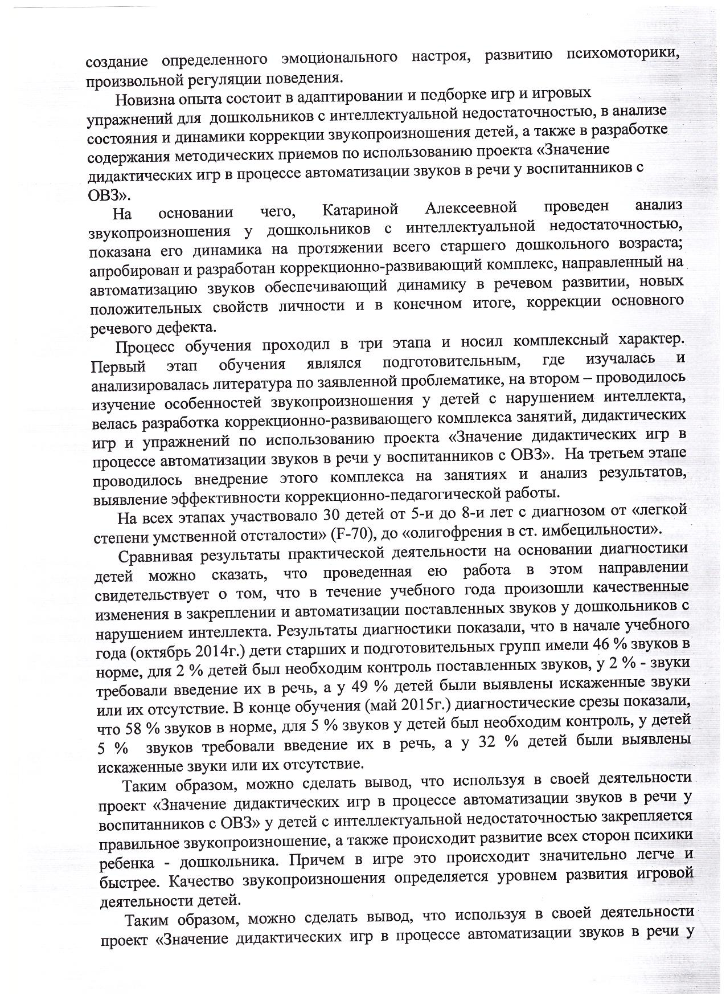 создание определенного эмоционального настроя, развитию психомоторики,
произвольной регуляции поведения.
Новизна опыта состоит в адаптировании и подборке игр и игровых
упражнений для дошкольников с интеллектуальной недостаточностью, в анализе
состояния и динамики коррекции звукопроизношения детей, а также в разработке
содержания методических приемов по использованию проекта «Значение
дидактических игр в процессе автоматизации звуков в речи у воспитанников с
ОВЗ».
На основании чего, Катариной Алексеевной проведен анализ
звукопроизношения у дошкольников с интеллектуальной недостаточностью,
показана его динамика на протяжении всего старшего дошкольного возраста;
апробирован и разработан коррекционно-развивающий комплекс, направленный на
автоматизацию звуков обеспечивающий динамику в речевом развитии, новых
положительных свойств личности и в конечном итоге, коррекции основного
речевого дефекта.
Процесс обучения проходил в три этапа и носил комплексный характер.
Первый этап обучения являлся подготовительным, где изучалась и
анализировалась литература по заявленной проблематике, на втором – проводилось
изучение особенностей звукопроизношения у детей с нарушением интеллекта,
велась разработка коррекционно-развивающего комплекса занятий, дидактических
игр и упражнений по использованию проекта «Значение дидактических игр в
процессе автоматизации звуков в речи у воспитанников с ОВЗ». На третьем этапе
проводилось внедрение этого комплекса на занятиях и анализ результатов,
выявление эффективности коррекционно-педагогической работы.
На всех этапах участвовало 30 детей от 5-и до 8-и лет с диагнозом от «легкой
степени умственной отсталости» (F-70), до «олигофрения в ст. имбецильности».
Сравнивая результаты практической деятельности на основании диагностики
детей можно сказать, что проведенная ею работа в этом направлении
свидетельствует о том, что в течение учебного года произошли качественные
изменения в закреплении и автоматизации поставленных звуков у дошкольников с
нарушением интеллекта. Результаты диагностики показали, что в начале учебного
года (октябрь 2014г.) дети старших и подготовительных групп имели 46 % звуков в
норме, для 2 % детей был необходим контроль поставленных звуков, у 2 % - звуки
требовали введение их в речь, а у 49 % детей были выявлены искаженные звуки
или их отсутствие. В конце обучения (май 2015г.) диагностические срезы показали,
что 58 % звуков в норме, для 5 % звуков у детей был необходим контроль, у детей
5 % звуков требовали введение их в речь, а у 32 % детей были выявлены
искаженные звуки или их отсутствие.
Таким образом, можно сделать вывод, что используя в своей деятельности
проект «Значение дидактических игр в процессе автоматизации звуков в речи у
воспитанников с ОВЗ» у детей с интеллектуальной недостаточностью закрепляется
правильное звукопроизношение, а также происходит развитие всех сторон психики
ребенка - дошкольника. Причем в игре это происходит значительно легче и
быстрее. Качество звукопроизношения определяется уровнем развития игровой
деятельности детей.
Таким образом, можно сделать вывод, что используя в своей деятельности
проект «Значение дидактических игр в процессе автоматизации звуков в речи у